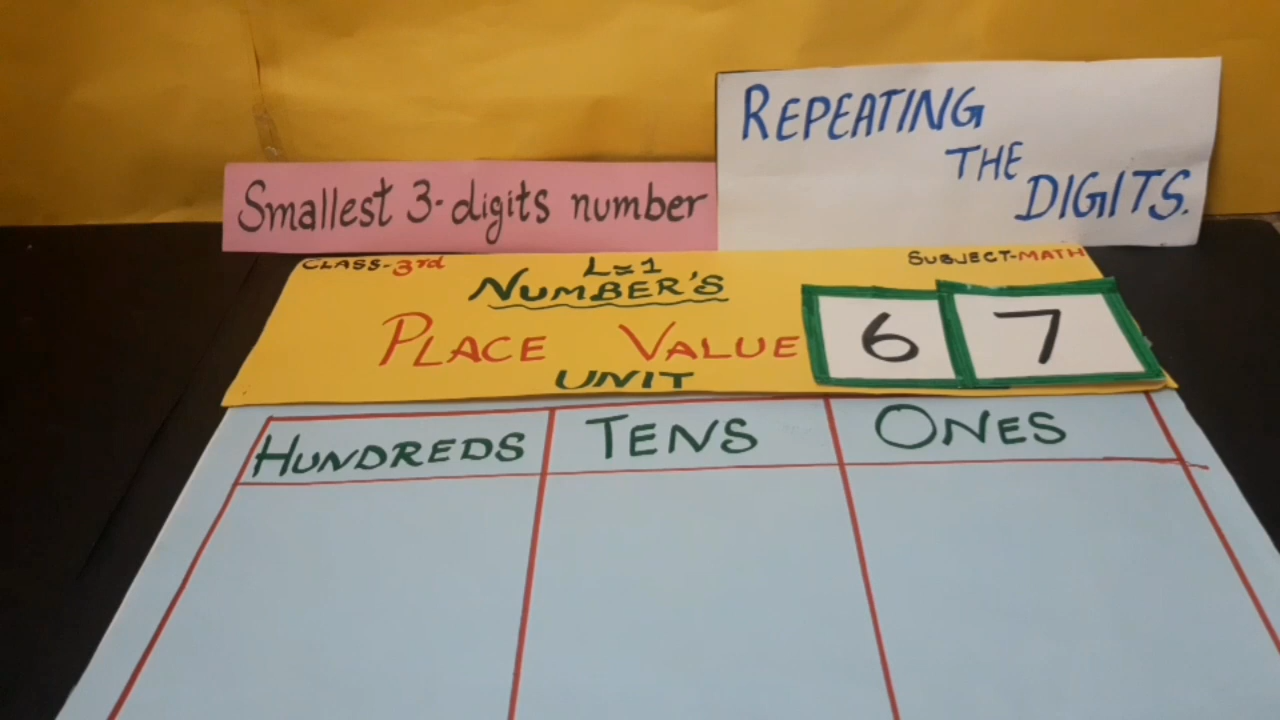 REPEATING
THE
DIGITS.
Smallest 3-digits number
CLASS-3rd
L=1
SUBJECT-MATH
NUMBER'S
PLACE VALUE
6 7
UNIT
HUNDREDS TENS ONES